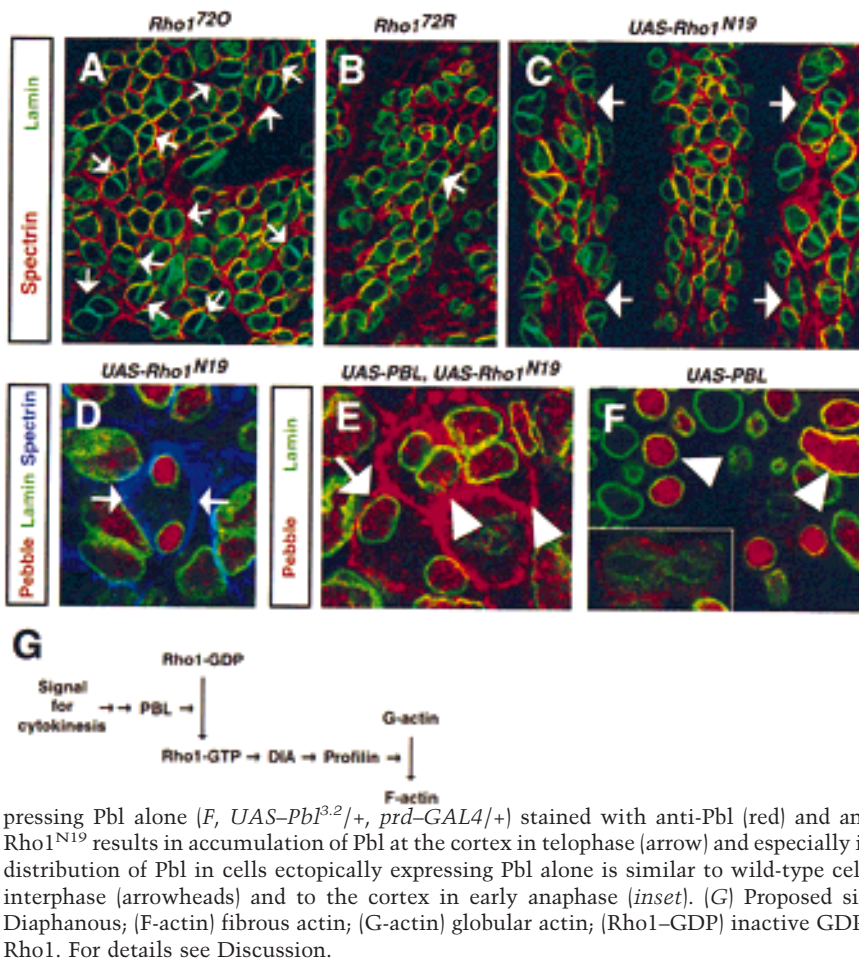 Rho1^72O
Rho1^72R
UAS-Rho1^N19
Spectrin Lamin
A
B
C
UAS-Rho1^N19
UAS-PBL, UAS-Rho1^N19
UAS-PBL
Pebble Lamin Spectrin
D
Pebble Lamin
E
F
G
Rho1-GDP
Signal for cytokinesis →→ PBL →
G-actin
Rho1-GTP → DIA → Profilin →
F-actin
pressing Pbl alone (F, UAS–Pbl^3.2/+, prd–GAL4/+) stained with anti-Pbl (red) and an
Rho1^N19 results in accumulation of Pbl at the cortex in telophase (arrow) and especially i
distribution of Pbl in cells ectopically expressing Pbl alone is similar to wild-type cel
interphase (arrowheads) and to the cortex in early anaphase (inset). (G) Proposed si
Diaphanous; (F-actin) fibrous actin; (G-actin) globular actin; (Rho1–GDP) inactive GDP
Rho1. For details see Discussion.